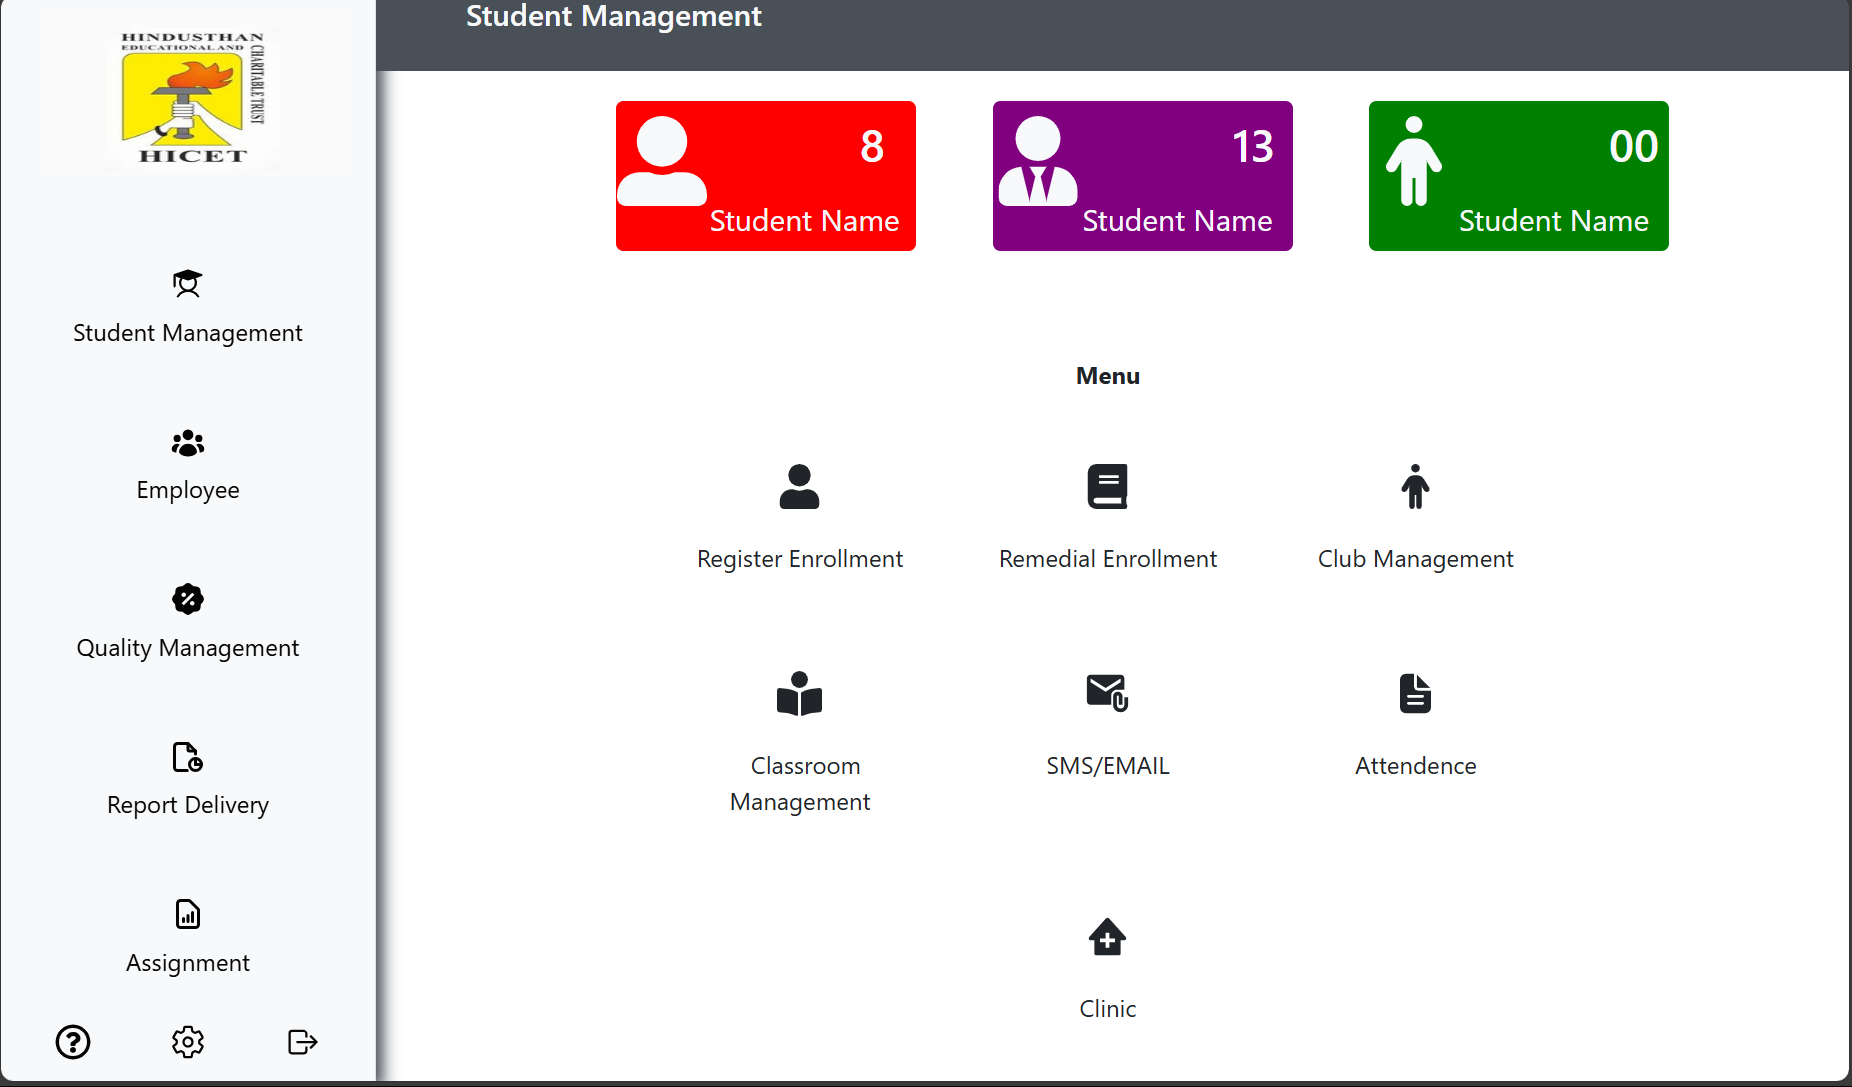 HINDUSTHAN
EDUCATIONAL AND
CHARITABLE TRUST
HICET
Student Management
Employee
Quality Management
Report Delivery
Assignment
Student Management
8
Student Name
13
Student Name
00
Student Name
Menu
Register Enrollment
Remedial Enrollment
Club Management
Classroom
Management
SMS/EMAIL
Attendence
Clinic